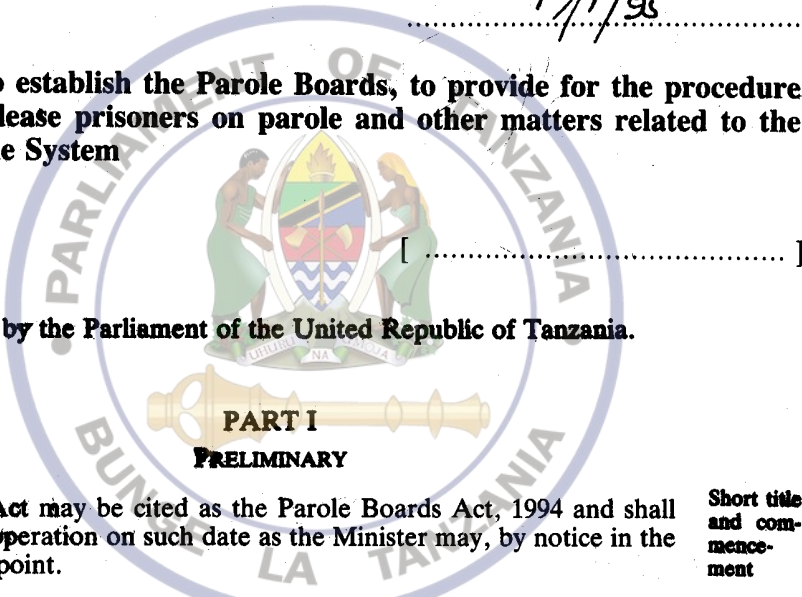 PARLIAMENT OF TANZANIA
establish the Parole Boards, to provide for the procedure
lease prisoners on parole and other matters related to the
e System
[ ........................................ ]
by the Parliament of the United Republic of Tanzania.
UHURU NA UMOJA
PART I
PRELIMINARY
Act may be cited as the Parole Boards Act, 1994 and shall
operation on such date as the Minister may, by notice in the
point.
Short title
and com-
mence-
ment
BUNGE LA TANZANIA